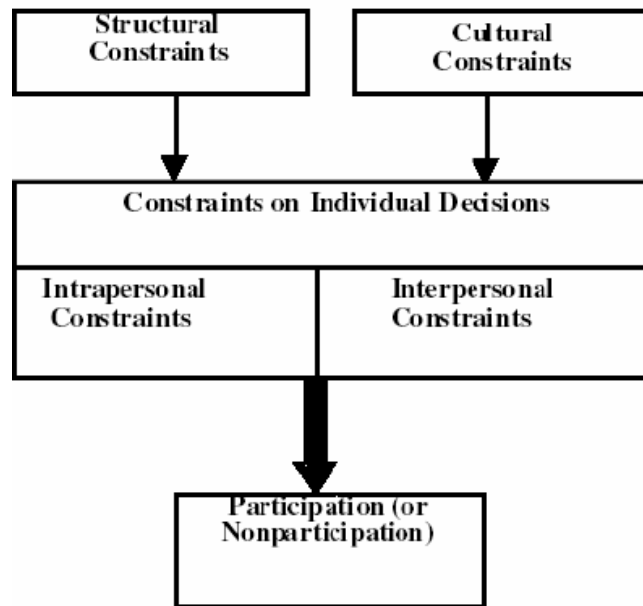 Structural
Constraints
Cultural
Constraints
Constraints on Individual Decisions
Intrapersonal
Constraints
Interpersonal
Constraints
Participation (or
Nonparticipation)